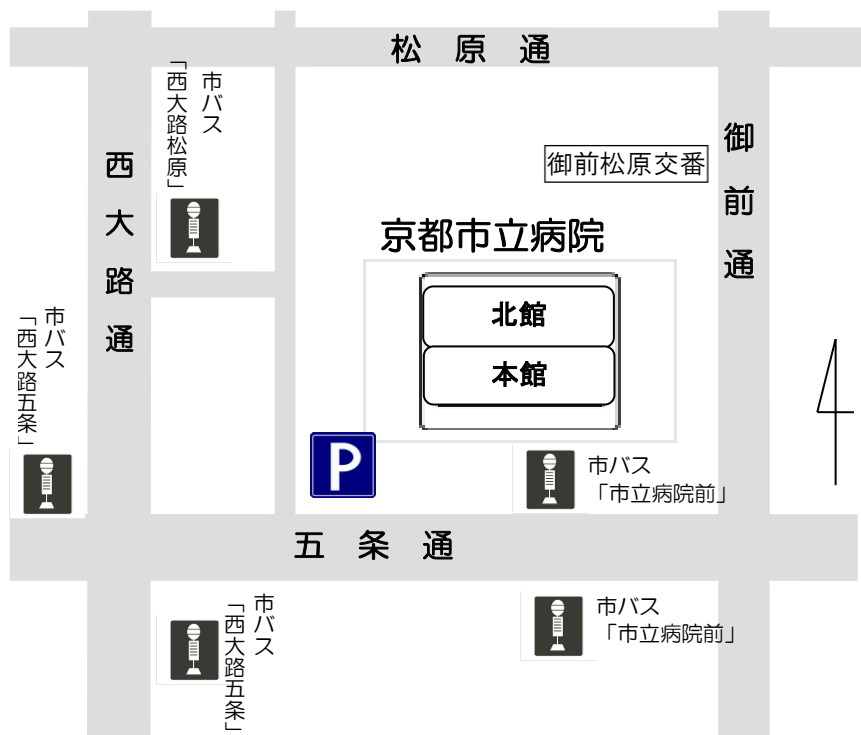 松原通
市バス
「西大路松原」
御前通
西大路通
御前松原交番
京都市立病院
北館
本館
市バス
「西大路五条」
P
市バス
「市立病院前」
五条通
市バス
「西大路五条」
市バス
「市立病院前」